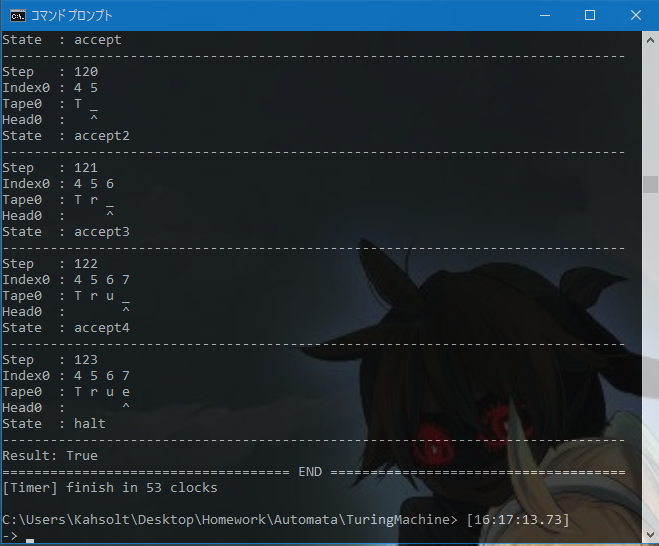 コマンド プロンプト
State  : accept
------------------------------------------------------------------------------
Step   : 120
Index0 : 4 5
Tape0  : T _
Head0  :   ^
State  : accept2
------------------------------------------------------------------------------
Step   : 121
Index0 : 4 5 6
Tape0  : T r _
Head0  :     ^
State  : accept3
------------------------------------------------------------------------------
Step   : 122
Index0 : 4 5 6 7
Tape0  : T r u _
Head0  :       ^
State  : accept4
------------------------------------------------------------------------------
Step   : 123
Index0 : 4 5 6 7
Tape0  : T r u e
Head0  :       ^
State  : halt
------------------------------------------------------------------------------
Result: True
==================================== END =====================================
[Timer] finish in 53 clocks

C:\Users\Kahsolt\Desktop\Homework\Automata\TuringMachine> [16:17:13.73]
-> _